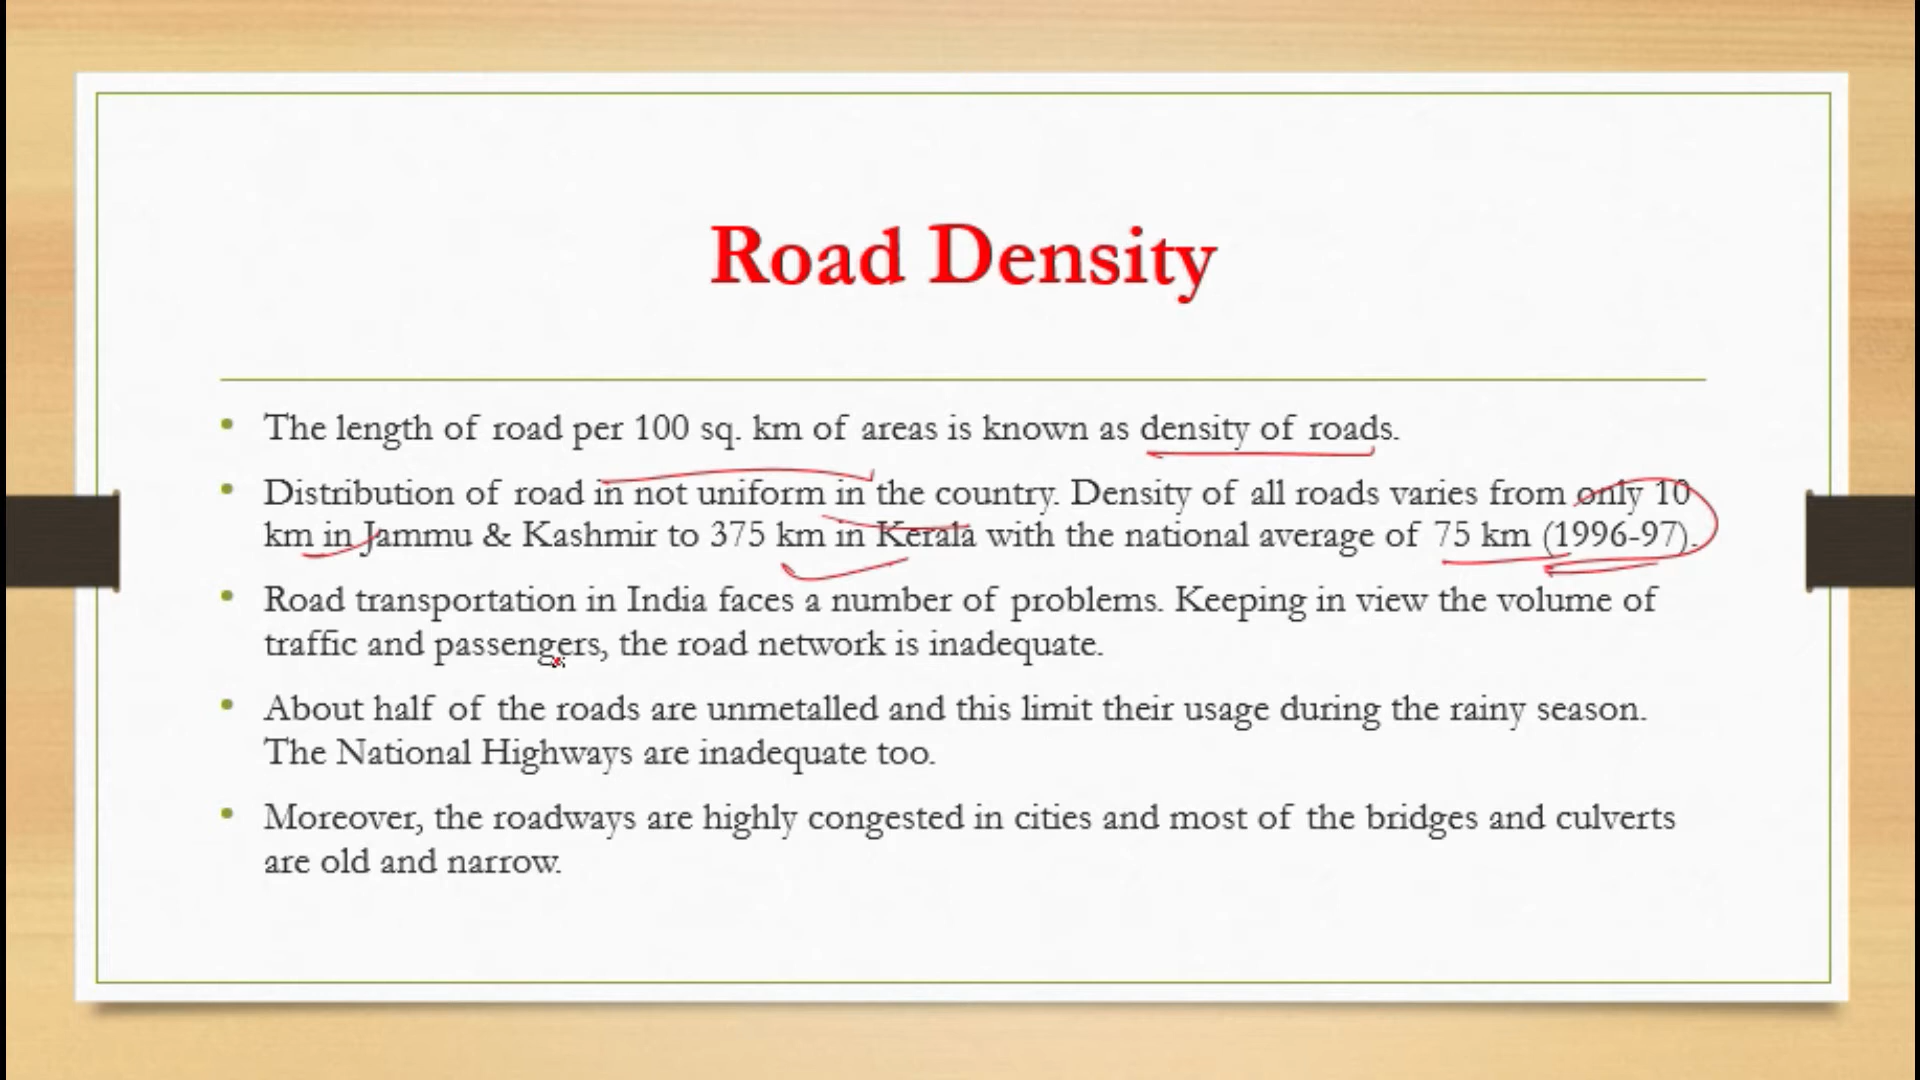 Road Density
• The length of road per 100 sq. km of areas is known as density of roads.
• Distribution of road in not uniform in the country. Density of all roads varies from only 10
km in Jammu & Kashmir to 375 km in Kerala with the national average of 75 km (1996-97).
• Road transportation in India faces a number of problems. Keeping in view the volume of
traffic and passengers, the road network is inadequate.
• About half of the roads are unmetalled and this limit their usage during the rainy season.
The National Highways are inadequate too.
• Moreover, the roadways are highly congested in cities and most of the bridges and culverts
are old and narrow.